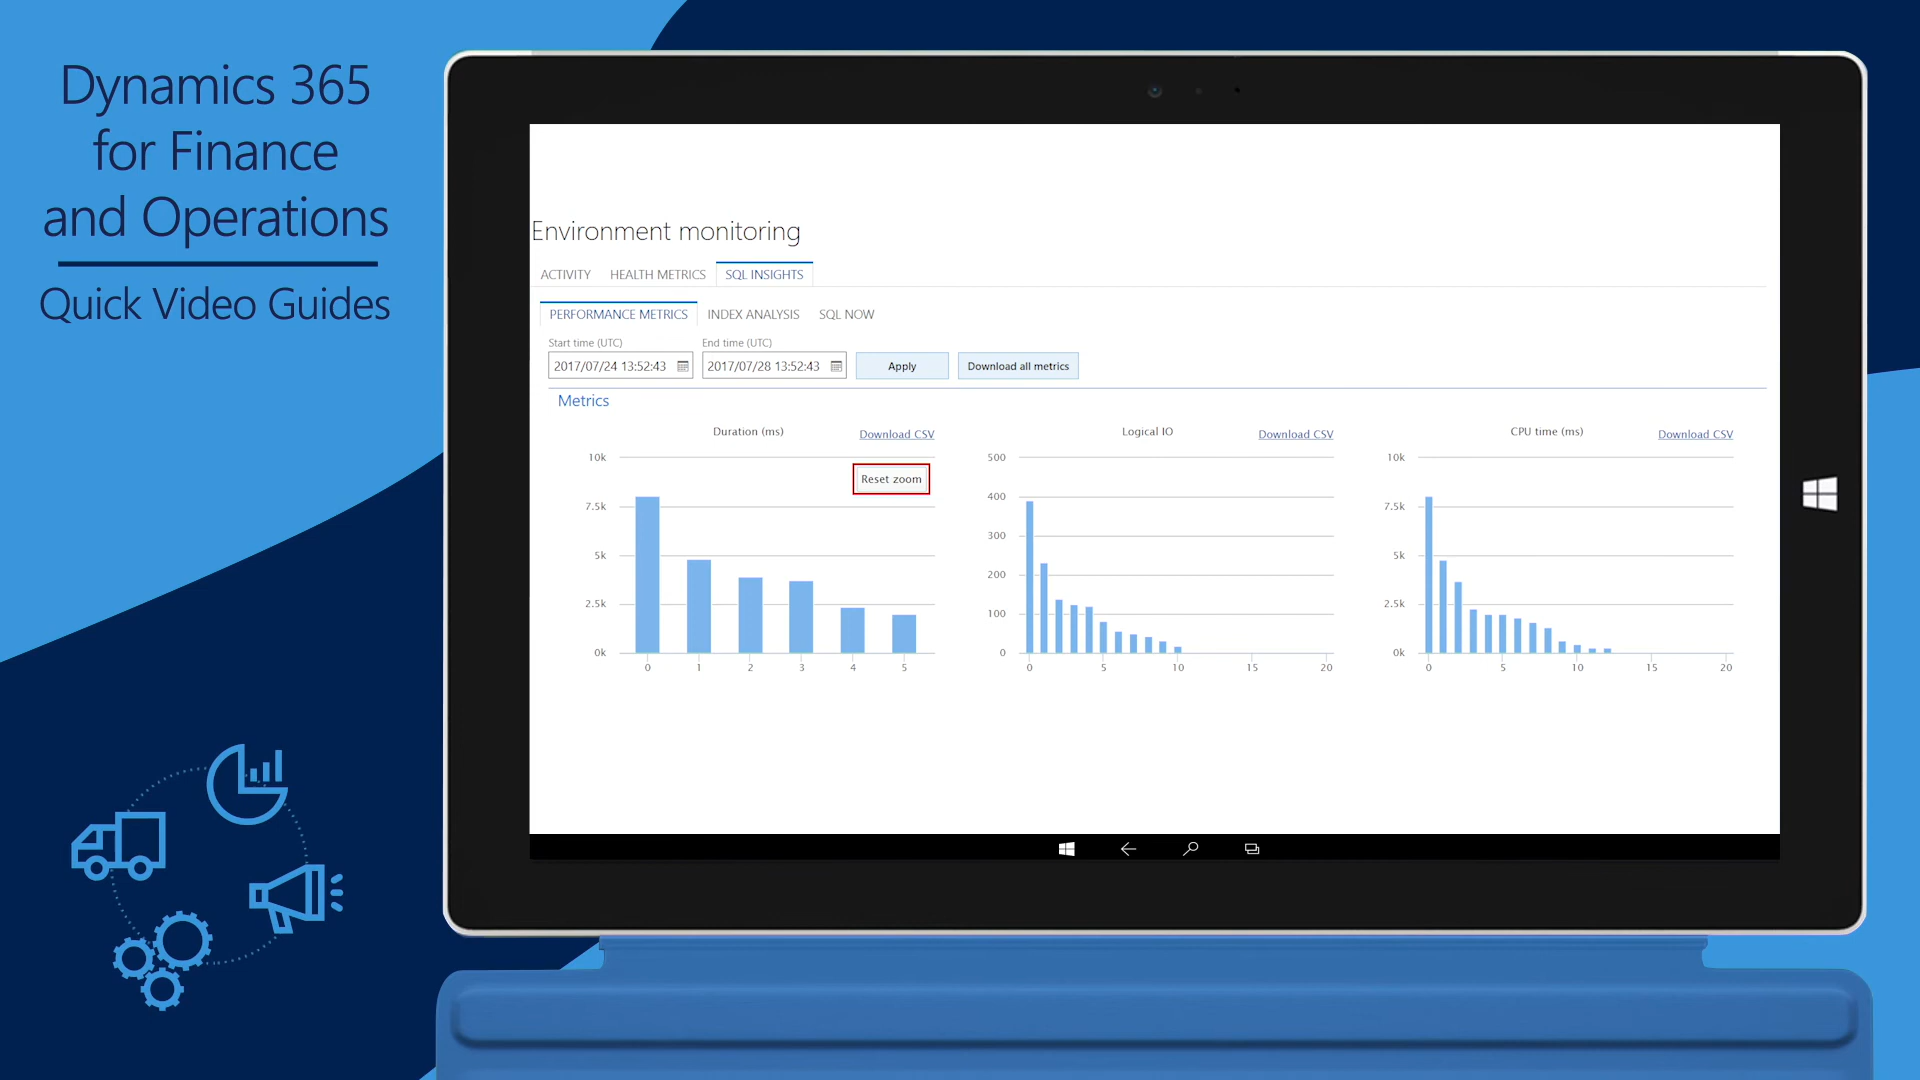 Dynamics 365
for Finance
and Operations
Quick Video Guides
Environment monitoring
ACTIVITY HEALTH METRICS SQL INSIGHTS
PERFORMANCE METRICS INDEX ANALYSIS SQL NOW
Start time (UTC) End time (UTC)
2017/07/24 13:52:43 2017/07/28 13:52:43 Apply Download all metrics
Metrics
Duration (ms) Download CSV
Reset zoom
10k
7.5k
5k
2.5k
0k
0 1 2 3 4 5
Logical IO Download CSV
500
400
300
200
100
0
0 5 10 15 20
CPU time (ms) Download CSV
10k
7.5k
5k
2.5k
0k
0 5 10 15 20